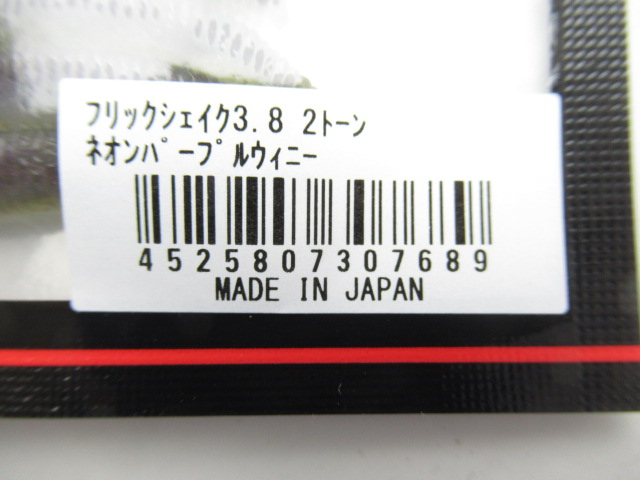 フリックシェイク3.8 2トーン
ネオンパープルウィニー
4525807307689
MADE IN JAPAN